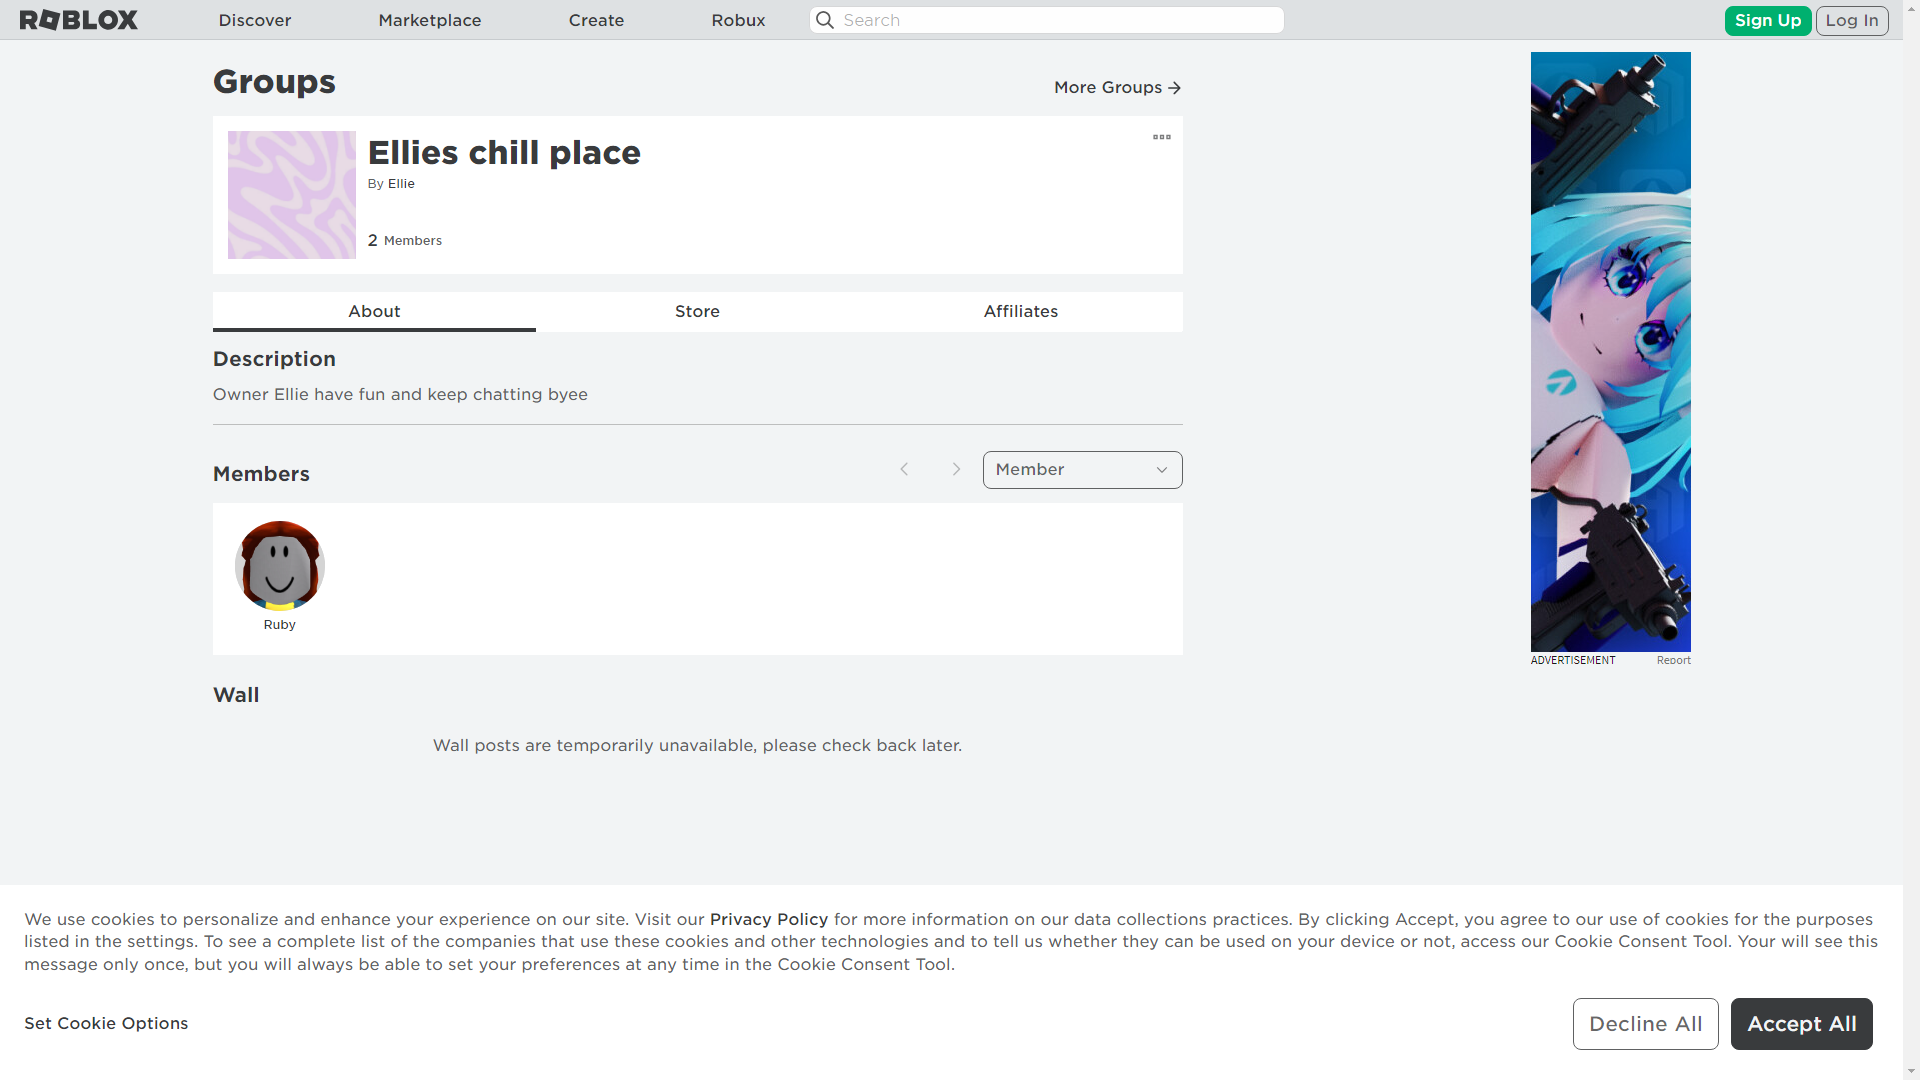 ROBLOX
Discover
Marketplace
Create
Robux
Search
Sign Up
Log In
Groups
More Groups
Ellies chill place
By Ellie
2 Members
About
Store
Affiliates
Description
Owner Ellie have fun and keep chatting byee
Members
Member
Ruby
Wall
Wall posts are temporarily unavailable, please check back later.
ADVERTISEMENT
Report
We use cookies to personalize and enhance your experience on our site. Visit our Privacy Policy for more information on our data collections practices. By clicking Accept, you agree to our use of cookies for the purposes
listed in the settings. To see a complete list of the companies that use these cookies and other technologies and to tell us whether they can be used on your device or not, access our Cookie Consent Tool. Your will see this
message only once, but you will always be able to set your preferences at any time in the Cookie Consent Tool.
Set Cookie Options
Decline All
Accept All